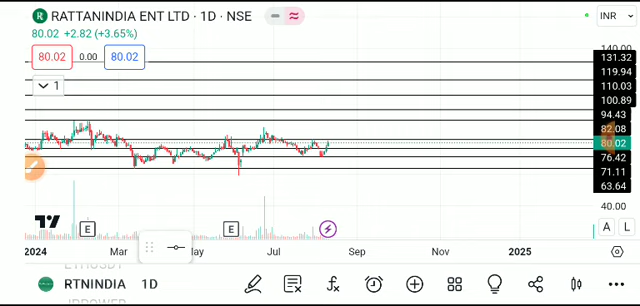 RATTANINDIA ENT LTD · 1D · NSE
INR
80.02 +2.82 (+3.65%)
80.02 0.00 80.02
1
140.00
131.32
119.94
110.03
100.89
94.43
82.08
80.02
76.42
71.11
63.64
40.00
E E
A L
2024 Mar May Jul Sep Nov 2025
RTNINDIA 1D